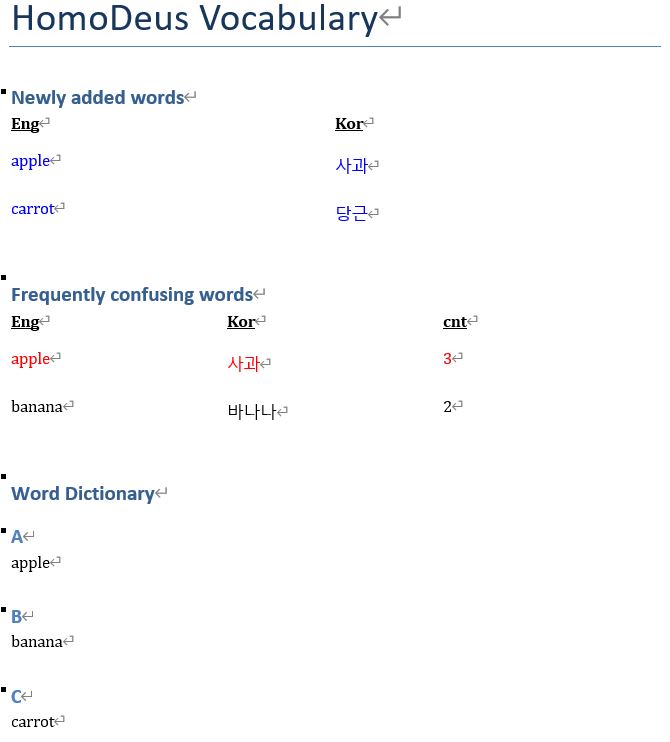 HomoDeus Vocabulary
Newly added words
Eng Kor
apple 사과
carrot 당근
Frequently confusing words
Eng Kor cnt
apple 사과 3
banana 바나나 2
Word Dictionary
A
apple
B
banana
C
carrot